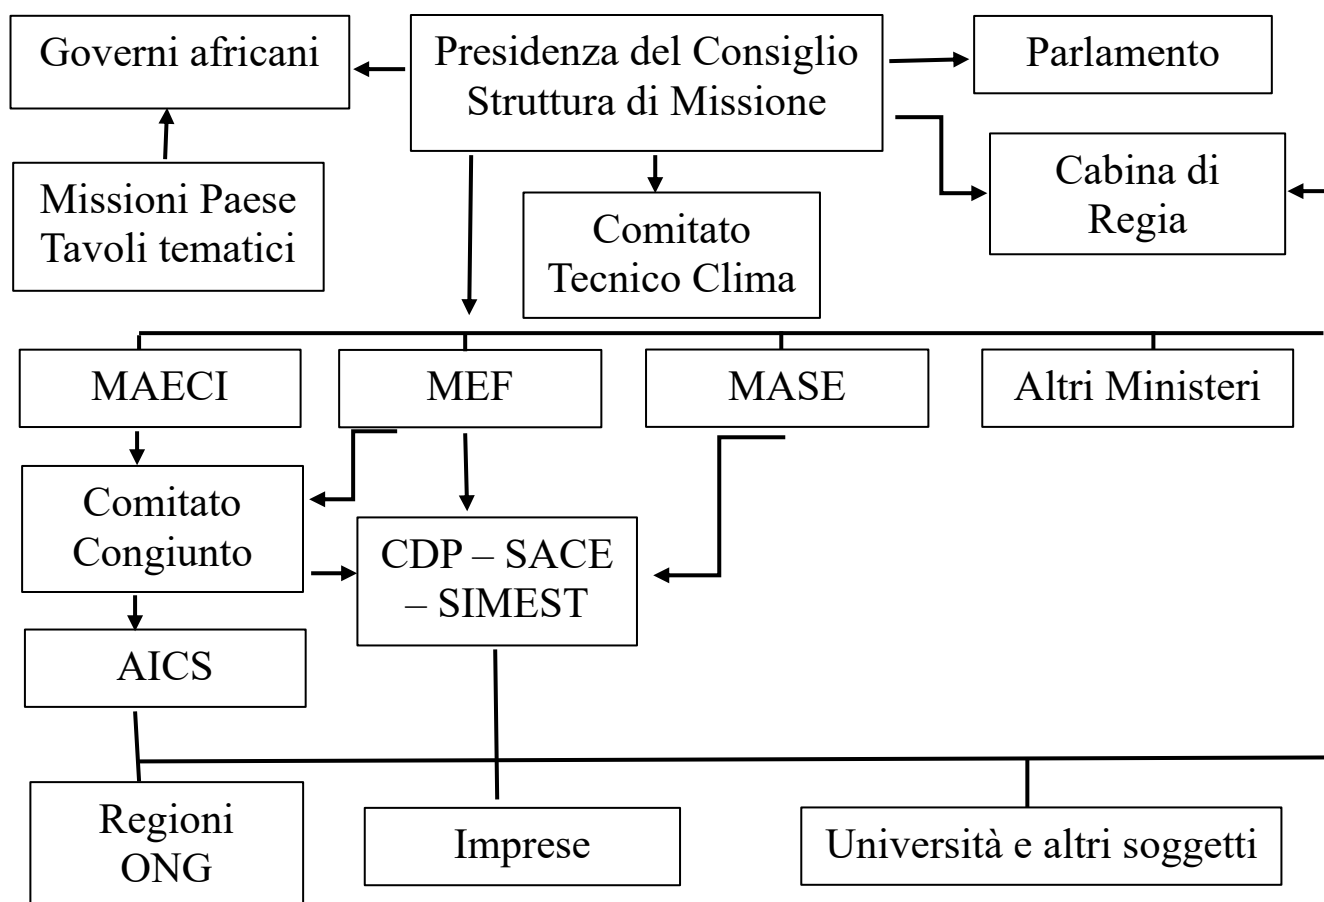 Governi africani
Presidenza del Consiglio
Struttura di Missione
Parlamento
Missioni Paese
Tavoli tematici
Comitato
Tecnico Clima
Cabina di
Regia
MAECI
MEF
MASE
Altri Ministeri
Comitato
Congiunto
CDP – SACE
– SIMEST
AICS
Regioni
ONG
Imprese
Università e altri soggetti